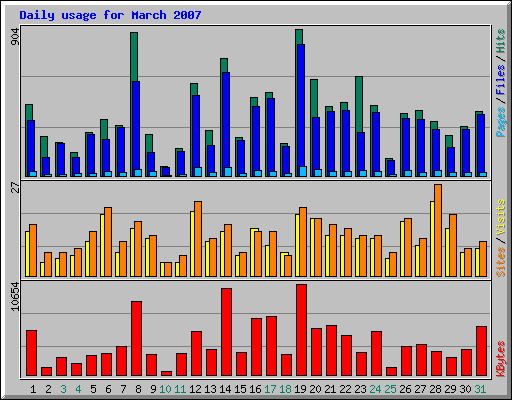 Daily usage for March 2007
904
Pages / Files / Hits
27
Sites / Visits
10654
KBytes
1 2 3 4 5 6 7 8 9 10 11 12 13 14 15 16 17 18 19 20 21 22 23 24 25 26 27 28 29 30 31